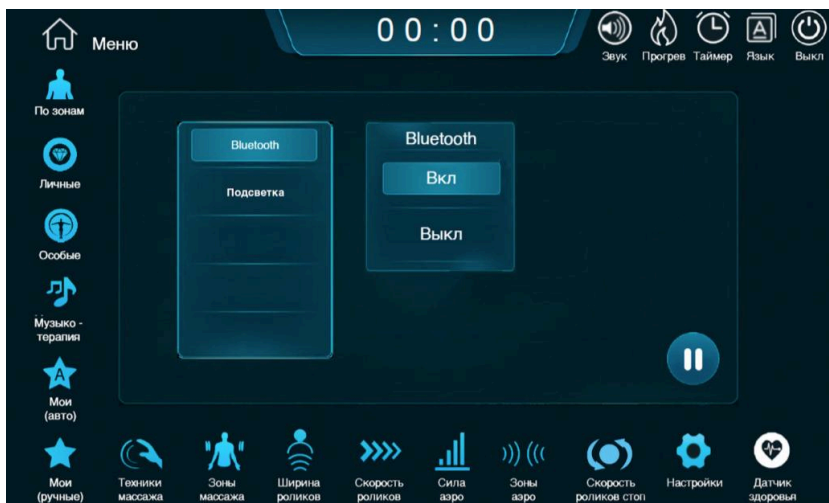 Меню
00:00
Звук
Прогрев
Таймер
Язык
Выкл
По зонам
Личные
Особые
Музыко -
терапия
Мои
(авто)
Мои
(ручные)
Bluetooth
Подсветка
Bluetooth
Вкл
Выкл
Техники
массажа
Зоны
массажа
Ширина
роликов
Скорость
роликов
Сила
аэро
Зоны
аэро
Скорость
роликов стоп
Настройки
Датчик
здоровья